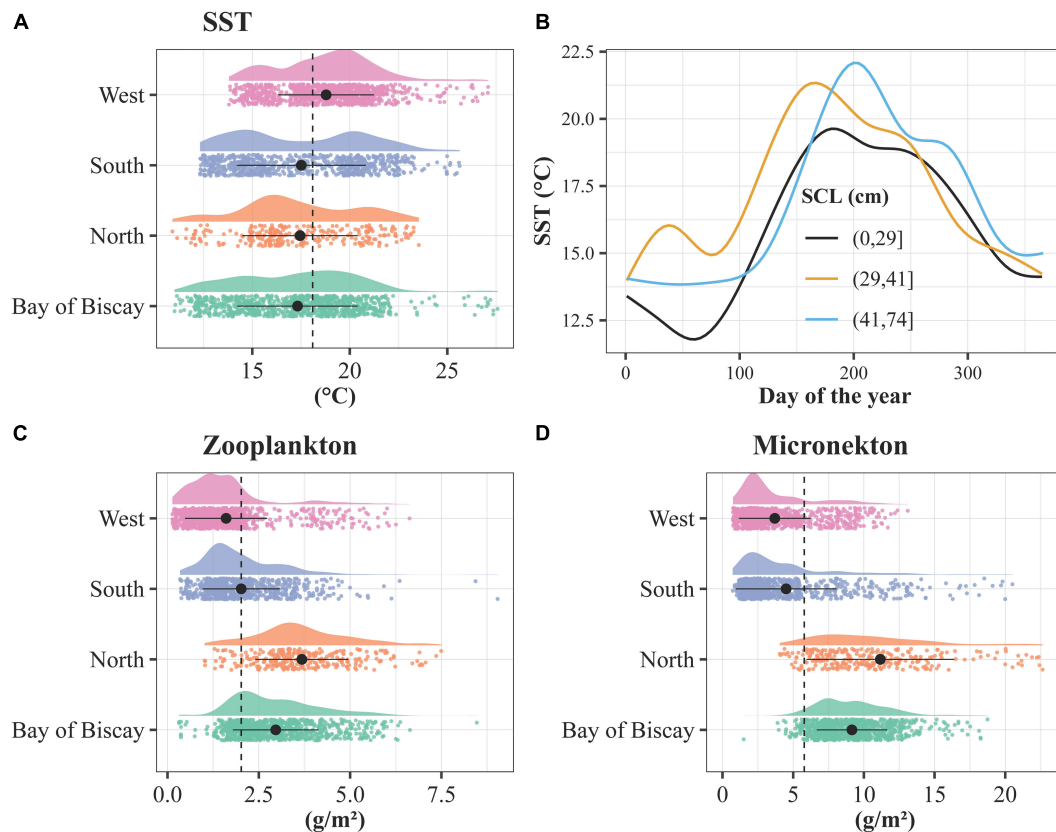 A
SST
West
South
North
Bay of Biscay
15
20
25
(°C)
B
SST (°C)
22.5
20.0
17.5
15.0
12.5
SCL (cm)
(0,29]
(29,41]
(41,74]
0
100
200
300
Day of the year
C
Zooplankton
West
South
North
Bay of Biscay
0.0
2.5
5.0
7.5
(g/m²)
D
Micronekton
West
South
North
Bay of Biscay
0
5
10
15
20
(g/m²)